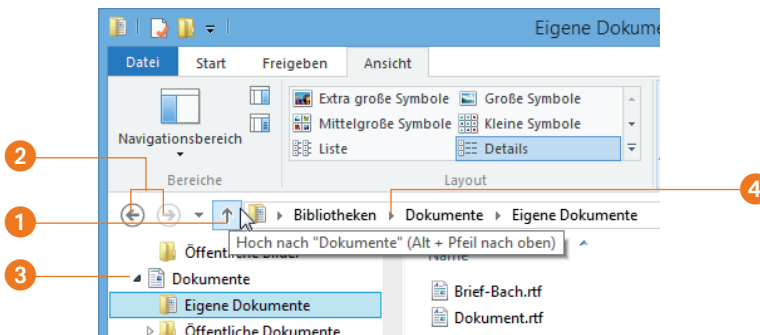 Eigene Dokume
Datei Start Freigeben Ansicht
Extra große Symbole Große Symbole
Mittelgroße Symbole Kleine Symbole
Navigationsbereich
Liste Details
2
Bereiche Layout
4
1
Bibliotheken Dokumente Eigene Dokumente
Hoch nach "Dokumente" (Alt + Pfeil nach oben)
Öffentliche Bilder Name
3
Dokumente
Brief-Bach.rtf
Eigene Dokumente
Dokument.rtf
Öffentliche Dokumente